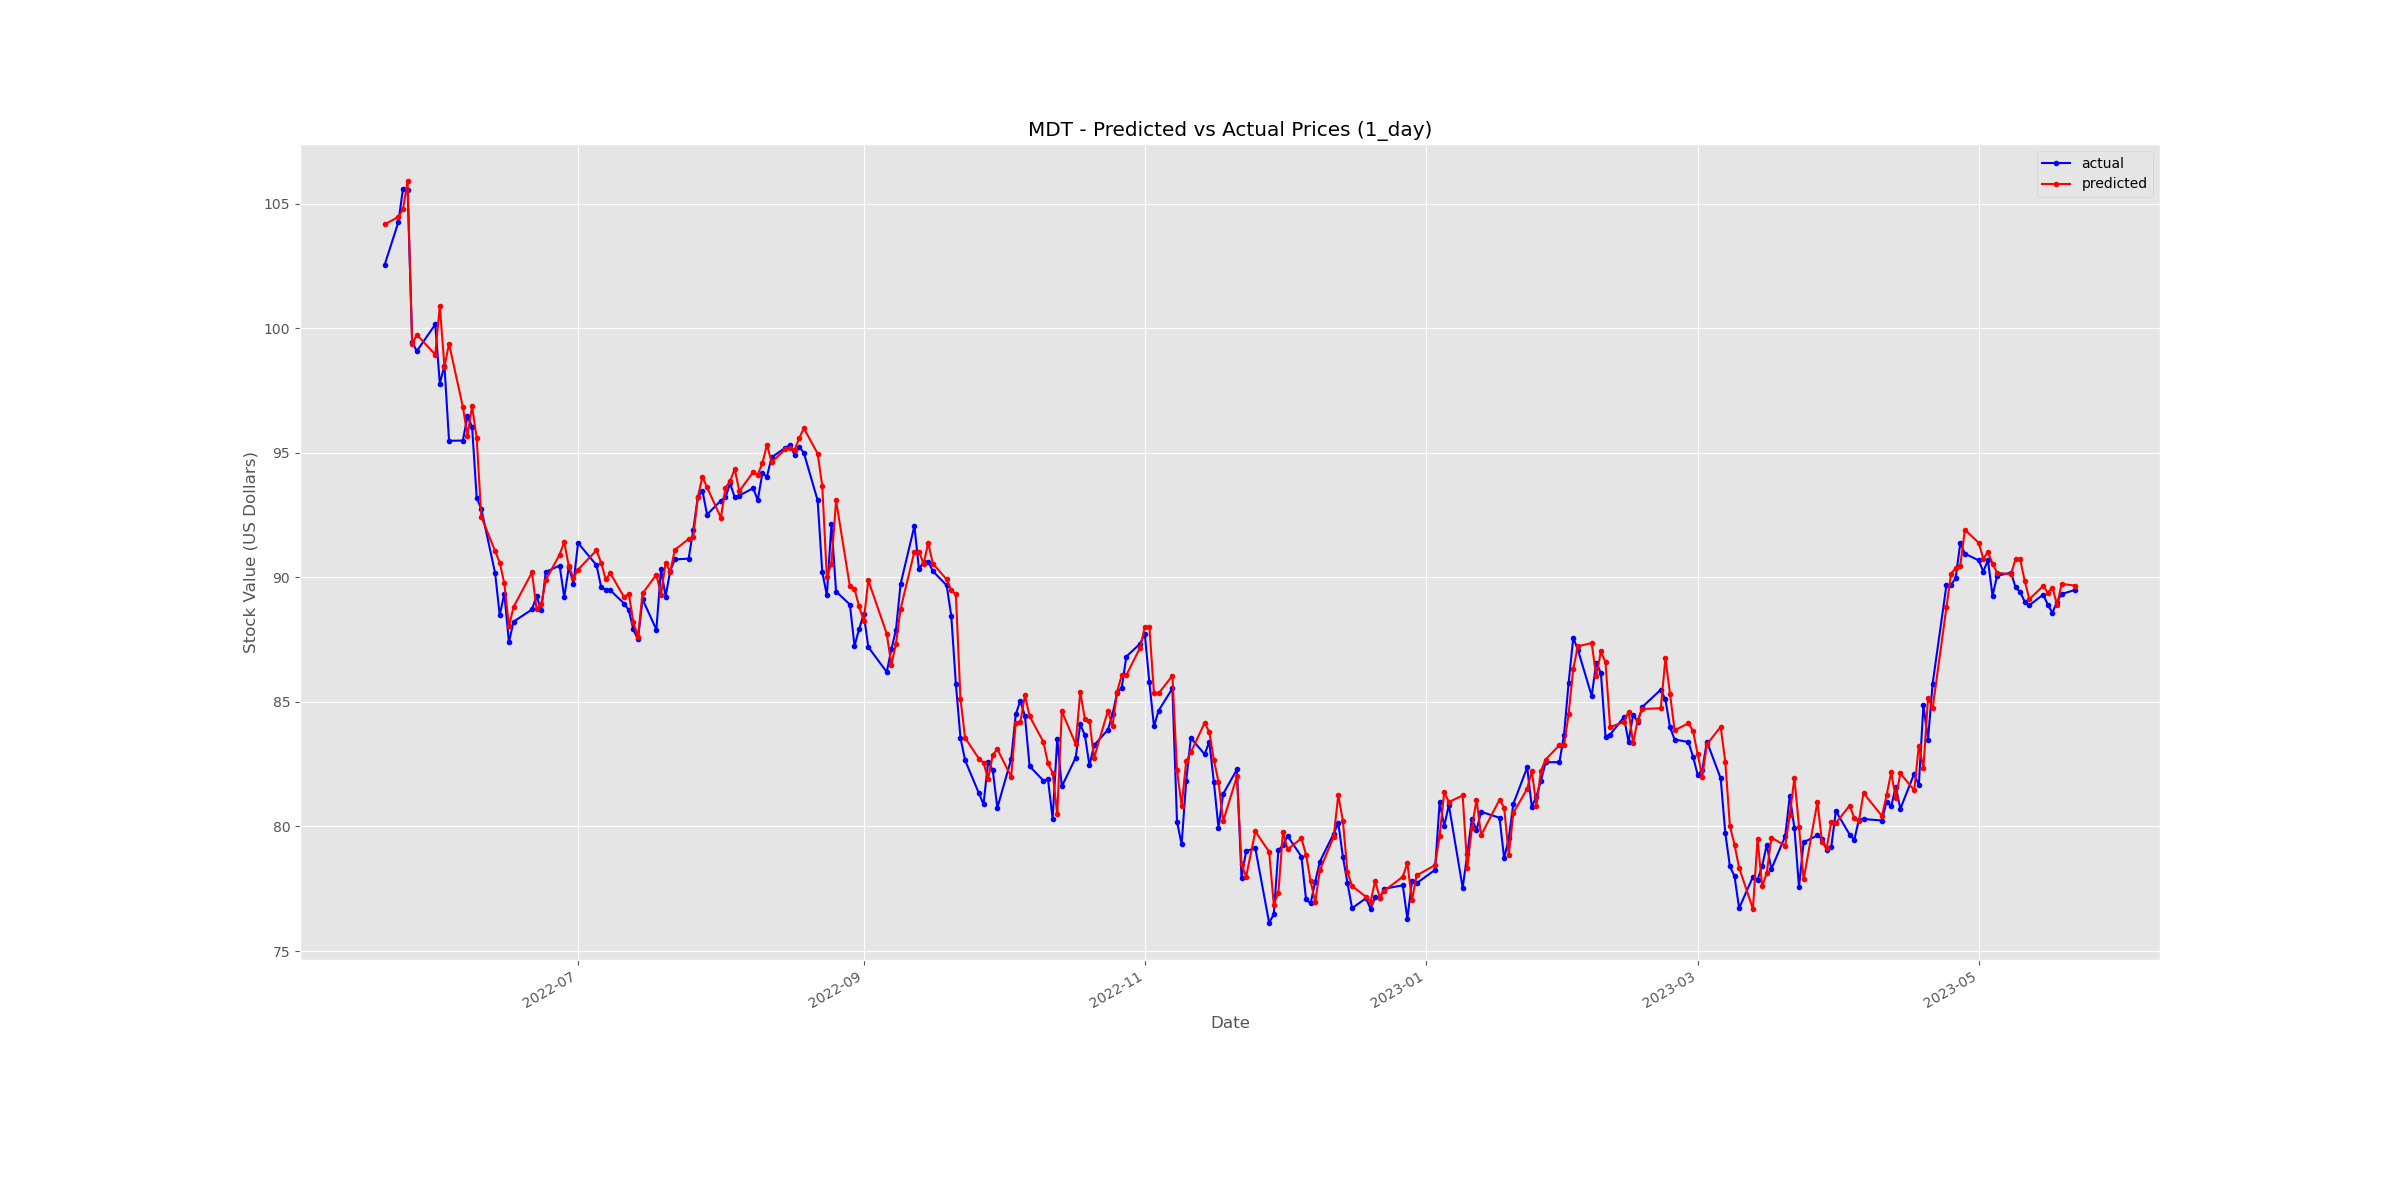 MDT - Predicted vs Actual Prices (1_day)
actual
predicted
105
100
95
90
85
80
75
Stock Value (US Dollars)
2022-07
2022-09
2022-11
2023-01
2023-03
2023-05
Date